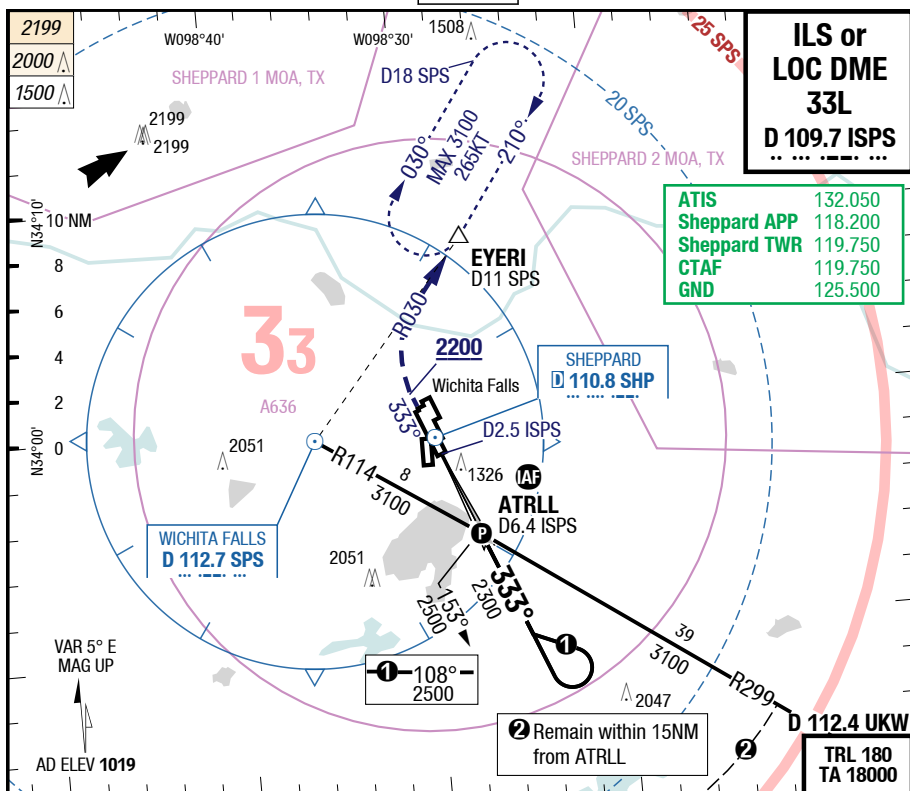 2199
2000
1500
W098°40'
W098°30'
1508
D18 SPS
25 SPS
20 SPS
SHEPPARD 1 MOA, TX
2199
2199
030°
MAX 3100
265KT
210°
SHEPPARD 2 MOA, TX
ILS or
LOC DME
33L
D 109.7 ISPS
ATIS 132.050
Sheppard APP 118.200
Sheppard TWR 119.750
CTAF 119.750
GND 125.500
N34°10'
10 NM
8
6
4
2
0
N34°00'
EYERI
D11 SPS
R030
33
2200
A636
Wichita Falls
333°
SHEPPARD
D 110.8 SHP
D2.5 ISPS
2051
R114
8
3100
1326
IAF
ATRLL
D6.4 ISPS
P
WICHITA FALLS
D 112.7 SPS
2051
153°
2500
333°
2300
39
3100
R299
1
1 108°
2500
2047
D 112.4 UKW
2 Remain within 15NM
from ATRLL
2
VAR 5° E
MAG UP
AD ELEV 1019
TRL 180
TA 18000